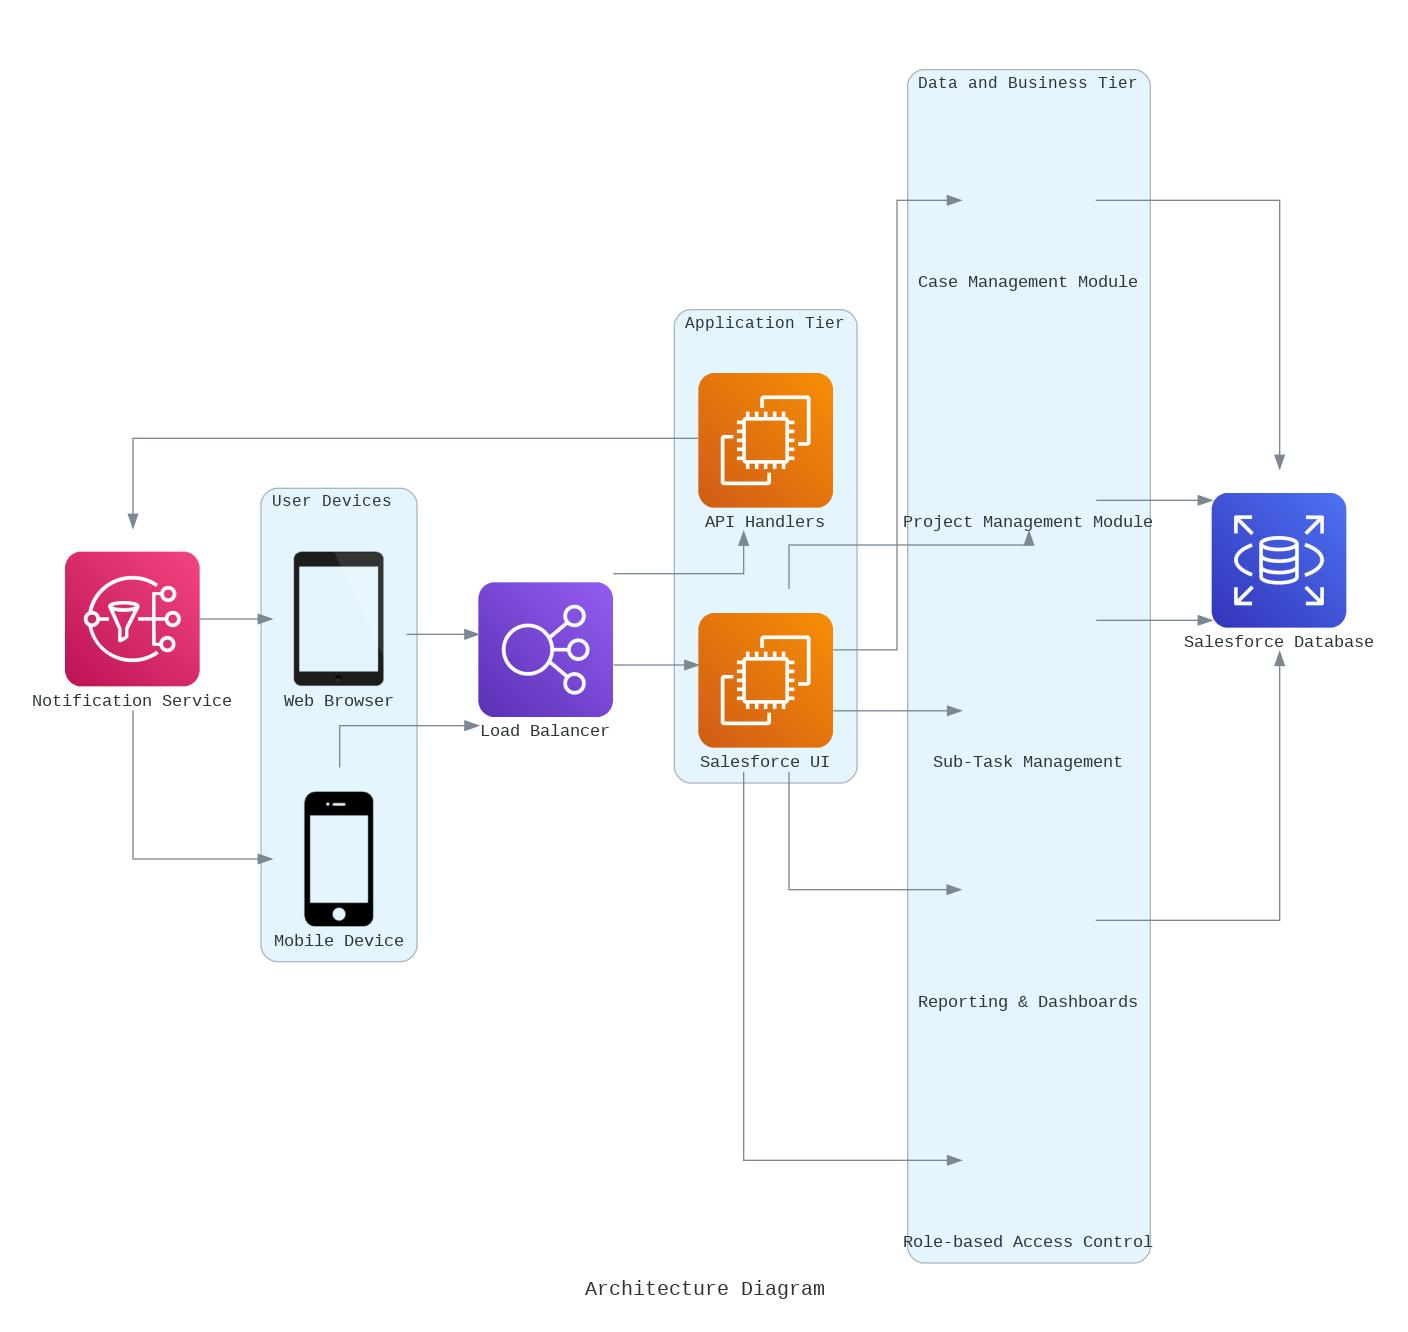 Data and Business Tier
Case Management Module
Application Tier
API Handlers
Project Management Module
User Devices
Salesforce Database
Notification Service
Web Browser
Load Balancer
Salesforce UI
Sub-Task Management
Mobile Device
Reporting & Dashboards
Role-based Access Control
Architecture Diagram